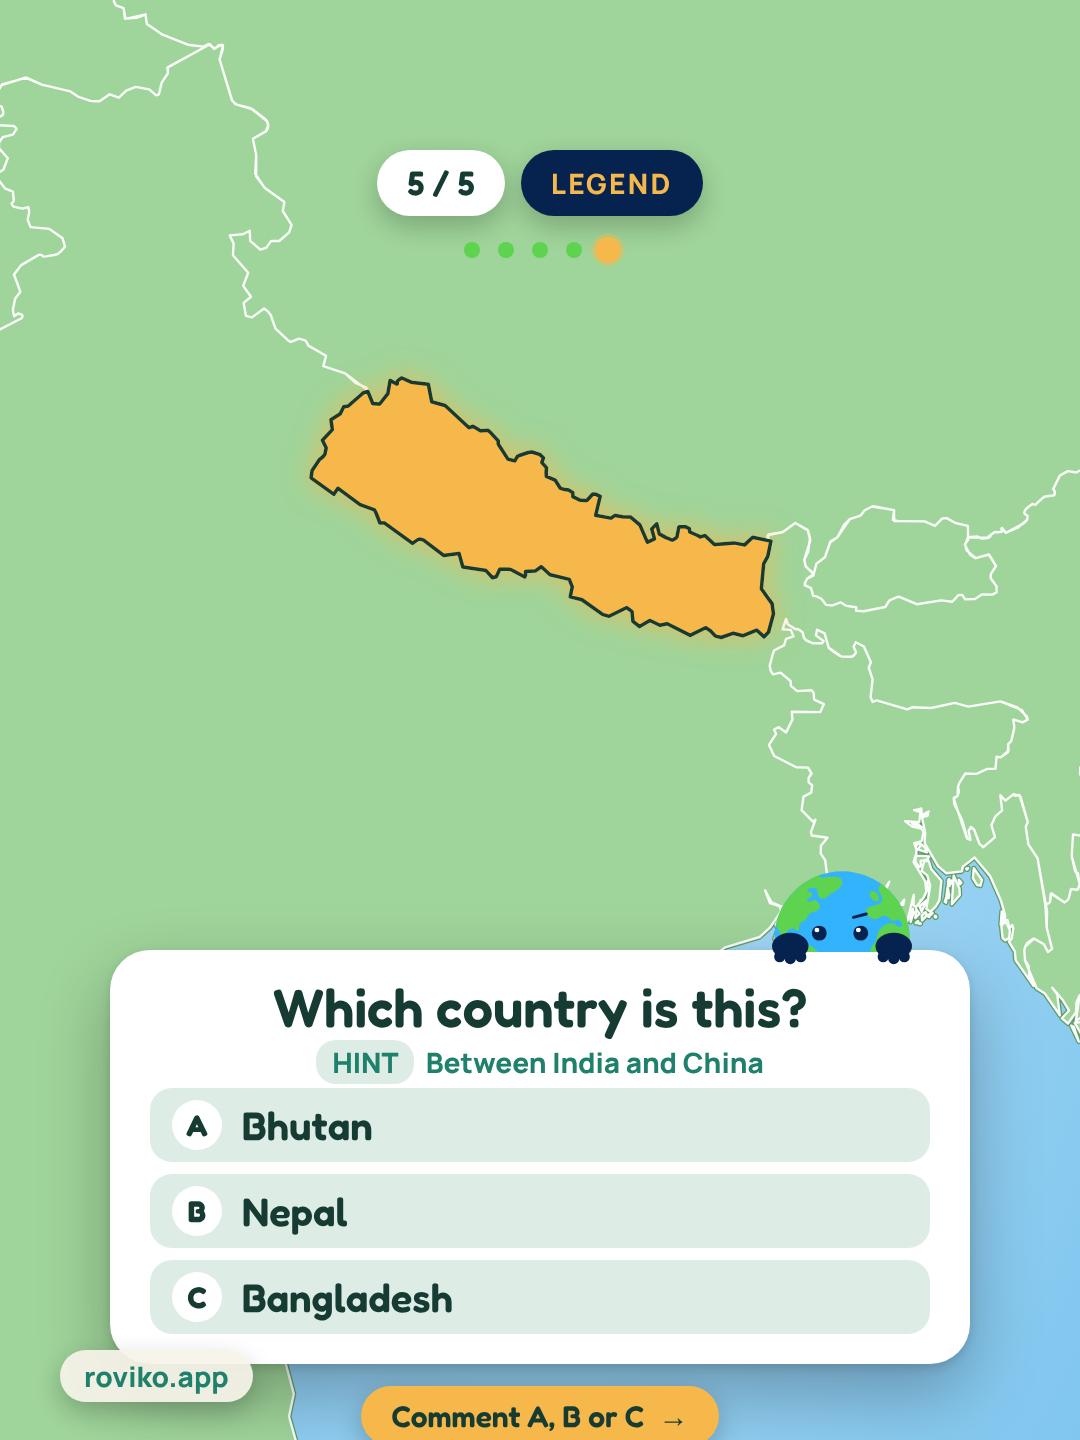 5 / 5
LEGEND
Which country is this?
HINT Between India and China
A Bhutan
B Nepal
C Bangladesh
roviko.app
Comment A, B or C →